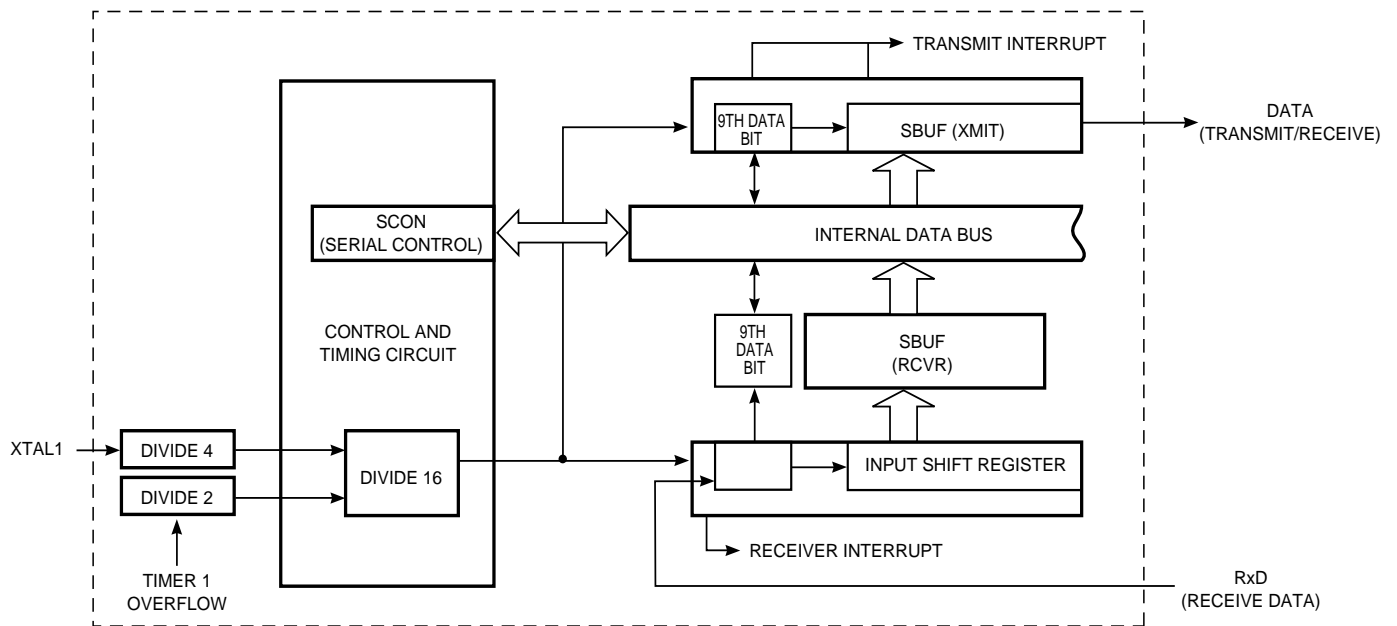 TRANSMIT INTERRUPT
9TH DATA
BIT
SBUF (XMIT)
DATA
(TRANSMIT/RECEIVE)
SCON
(SERIAL CONTROL)
INTERNAL DATA BUS
CONTROL AND
TIMING CIRCUIT
9TH
DATA
BIT
SBUF
(RCVR)
XTAL1
DIVIDE 4
DIVIDE 2
DIVIDE 16
INPUT SHIFT REGISTER
TIMER 1
OVERFLOW
RECEIVER INTERRUPT
RxD
(RECEIVE DATA)